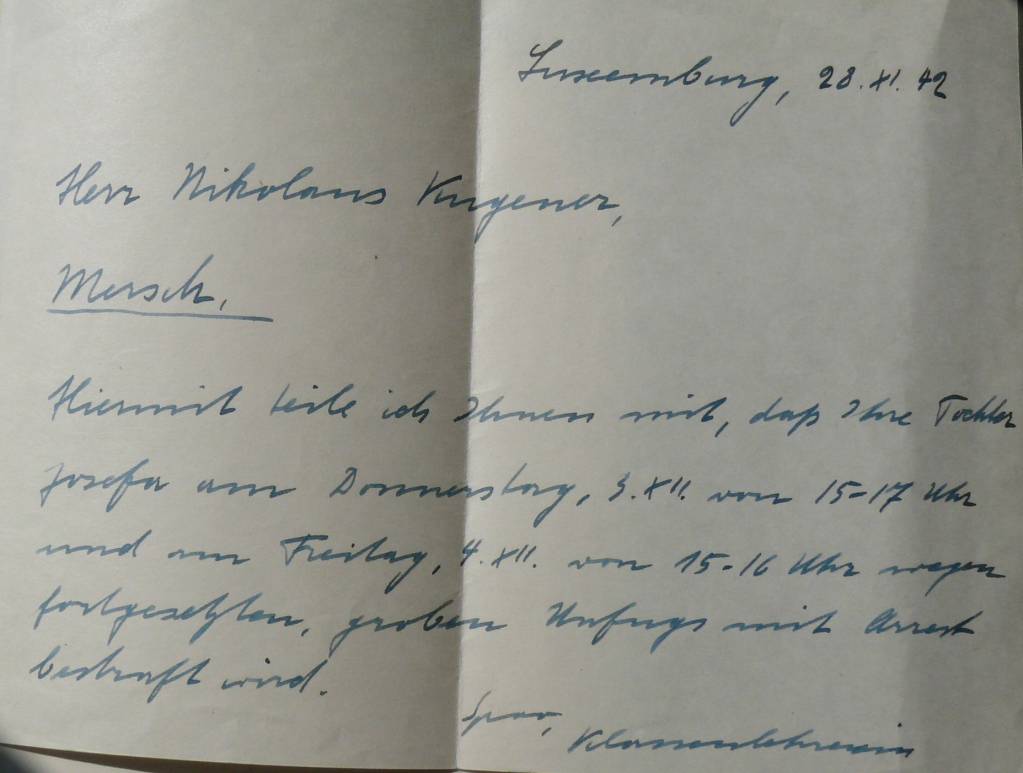 Luxemburg, 28.XI.42
Herr Nikolaus Kugener,
Mersch.
Hiermit teile ich Ihnen mit, daß Ihre Tochter
Josefa am Donnerstag, 3.XII. von 15-17 Uhr
und am Freitag, 4.XII. von 15-16 Uhr wegen
fortgesetzten, groben Unfugs mit Arrest
bestraft wird.
Klassenlehrerin